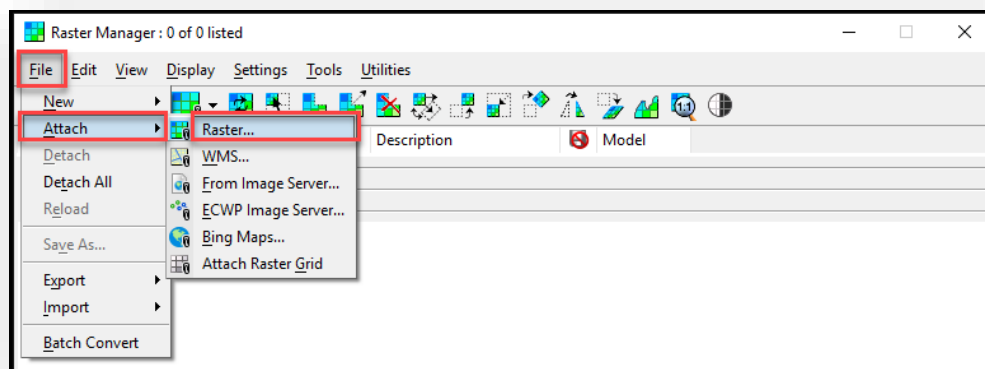 Raster Manager : 0 of 0 listed
File Edit View Display Settings Tools Utilities
New
Attach
Detach
Detach All
Reload
Save As...
Export
Import
Batch Convert
Raster...
WMS...
From Image Server...
ECWP Image Server...
Bing Maps...
Attach Raster Grid
1:1
Description Model